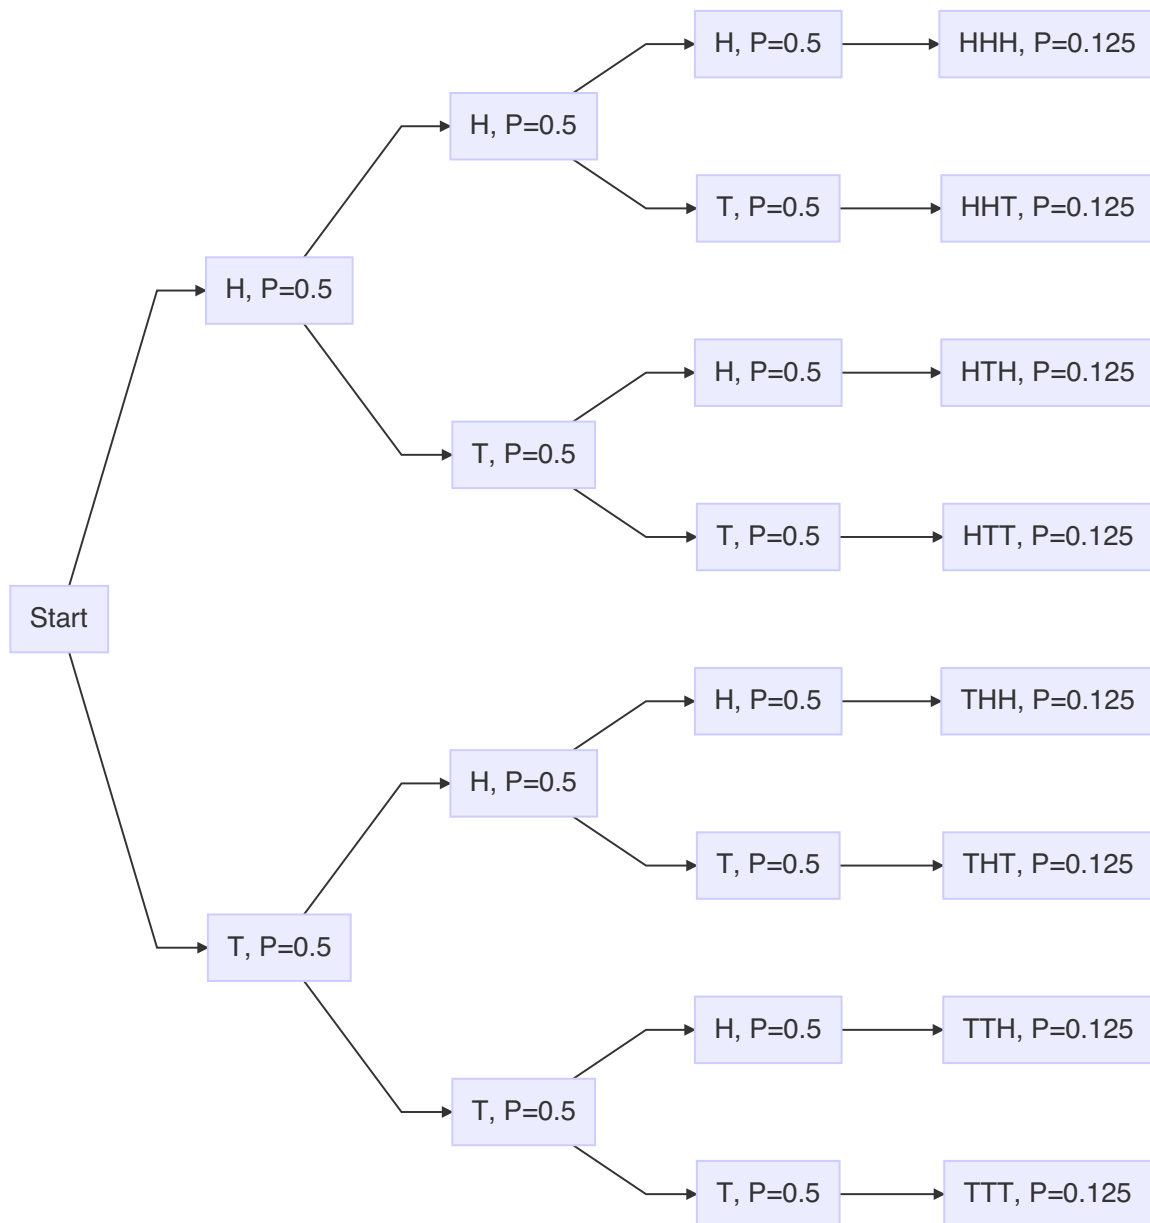 H, P=0.5
HHH, P=0.125
H, P=0.5
T, P=0.5
HHT, P=0.125
H, P=0.5
H, P=0.5
HTH, P=0.125
T, P=0.5
T, P=0.5
HTT, P=0.125
Start
H, P=0.5
THH, P=0.125
H, P=0.5
T, P=0.5
THT, P=0.125
T, P=0.5
H, P=0.5
TTH, P=0.125
T, P=0.5
T, P=0.5
TTT, P=0.125